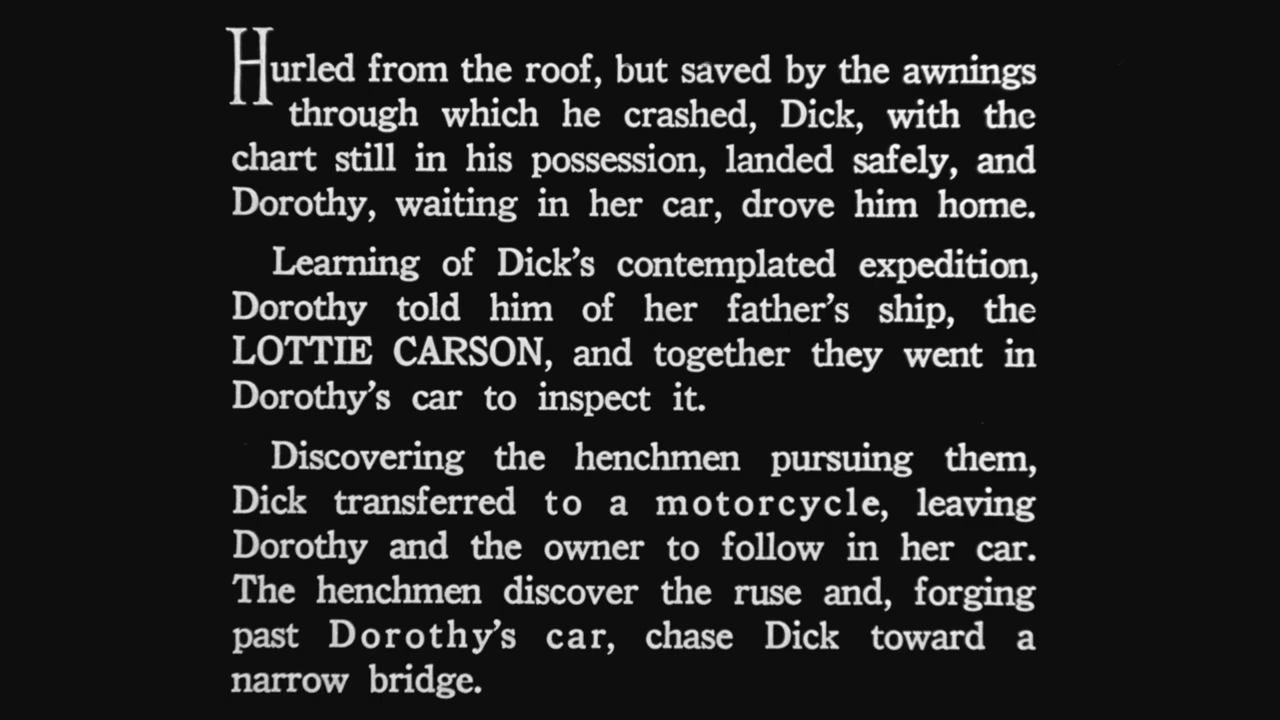 Hurled from the roof, but saved by the awnings
through which he crashed, Dick, with the
chart still in his possession, landed safely, and
Dorothy, waiting in her car, drove him home.
Learning of Dick's contemplated expedition,
Dorothy told him of her father's ship, the
LOTTIE CARSON, and together they went in
Dorothy's car to inspect it.
Discovering the henchmen pursuing them,
Dick transferred to a motorcycle, leaving
Dorothy and the owner to follow in her car.
The henchmen discover the ruse and, forging
past Dorothy's car, chase Dick toward a
narrow bridge.